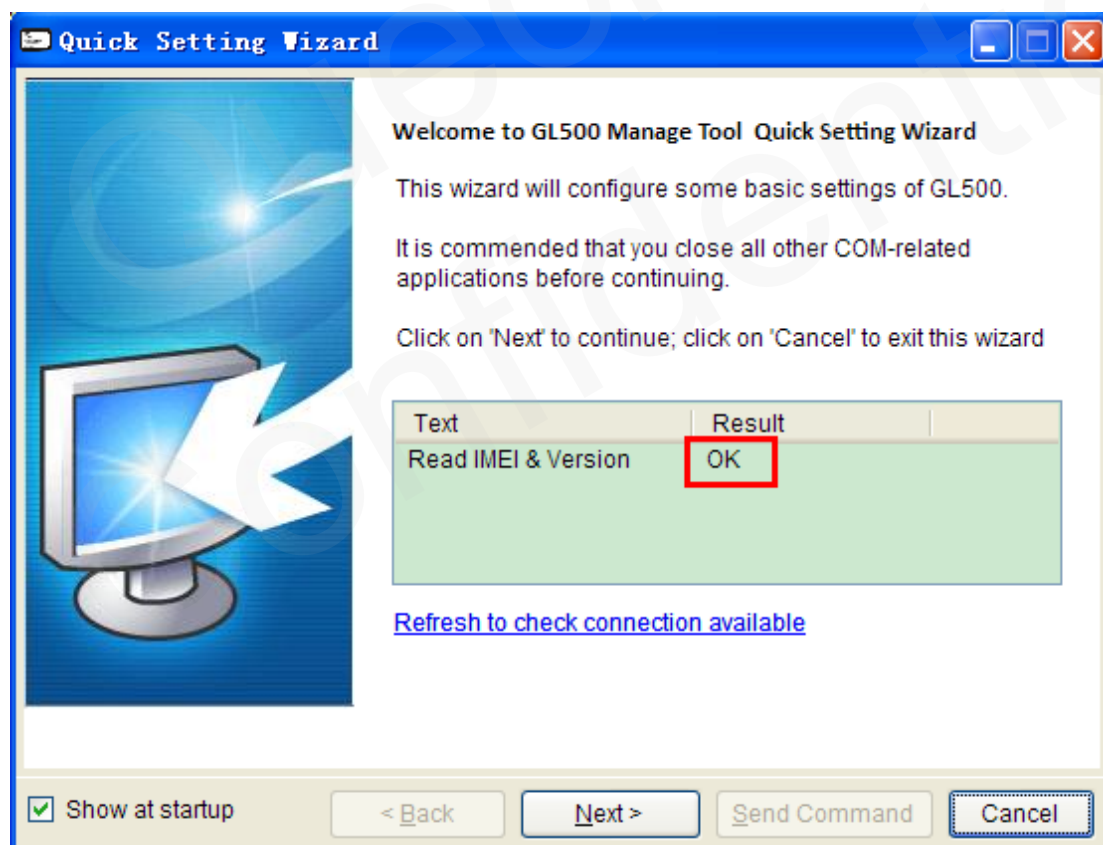 Quick Setting Wizard
Welcome to GL500 Manage Tool  Quick Setting Wizard
This wizard will configure some basic settings of GL500.
It is commended that you close all other COM-related
applications before continuing.
Click on 'Next' to continue; click on 'Cancel' to exit this wizard
Text Result
Read IMEI & Version OK
Refresh to check connection available
Show at startup < Back Next > Send Command Cancel
Confidential